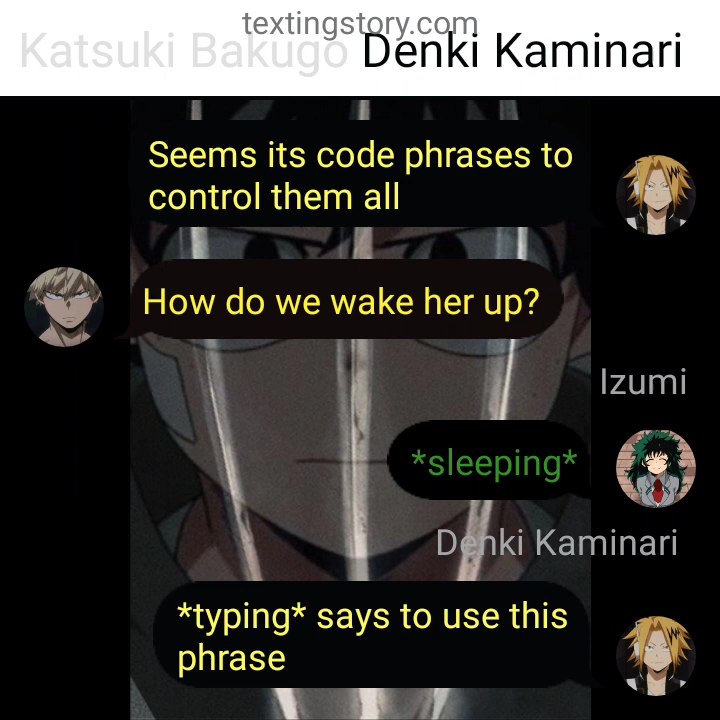 textingstory.com
Katsuki Bakugo Denki Kaminari
Seems its code phrases to
control them all
How do we wake her up?
Izumi
*sleeping*
Denki Kaminari
*typing* says to use this
phrase